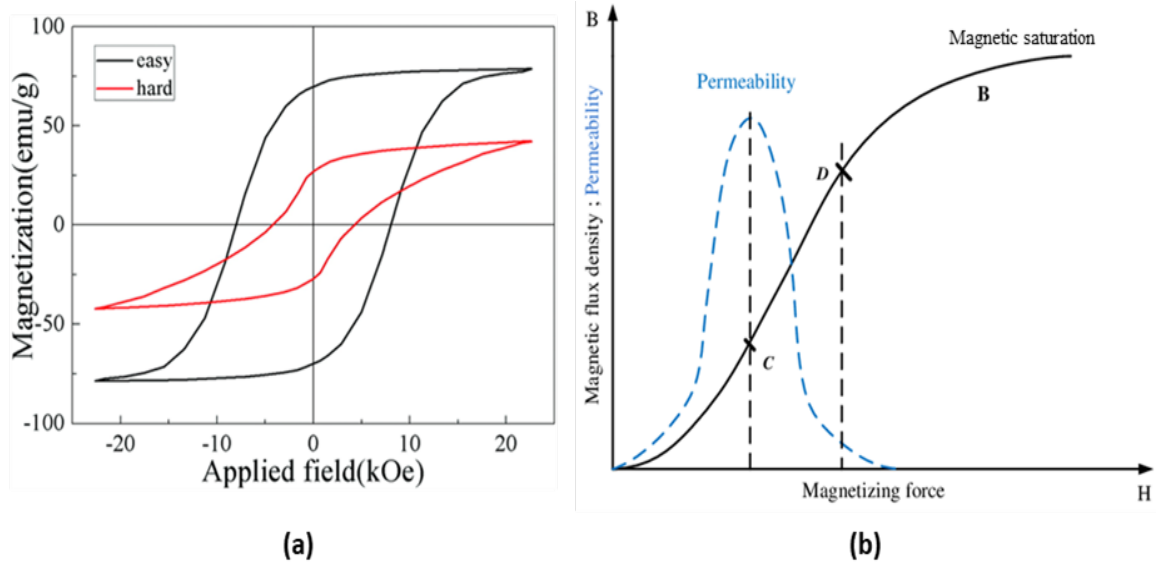 100
50
0
-50
-100
Magnetization(emu/g)
easy
hard
-20 -10 0 10 20
Applied field(kOe)
(a)
B
Magnetic flux density ; Permeability
Permeability
Magnetic saturation
B
D
C
Magnetizing force
H
(b)